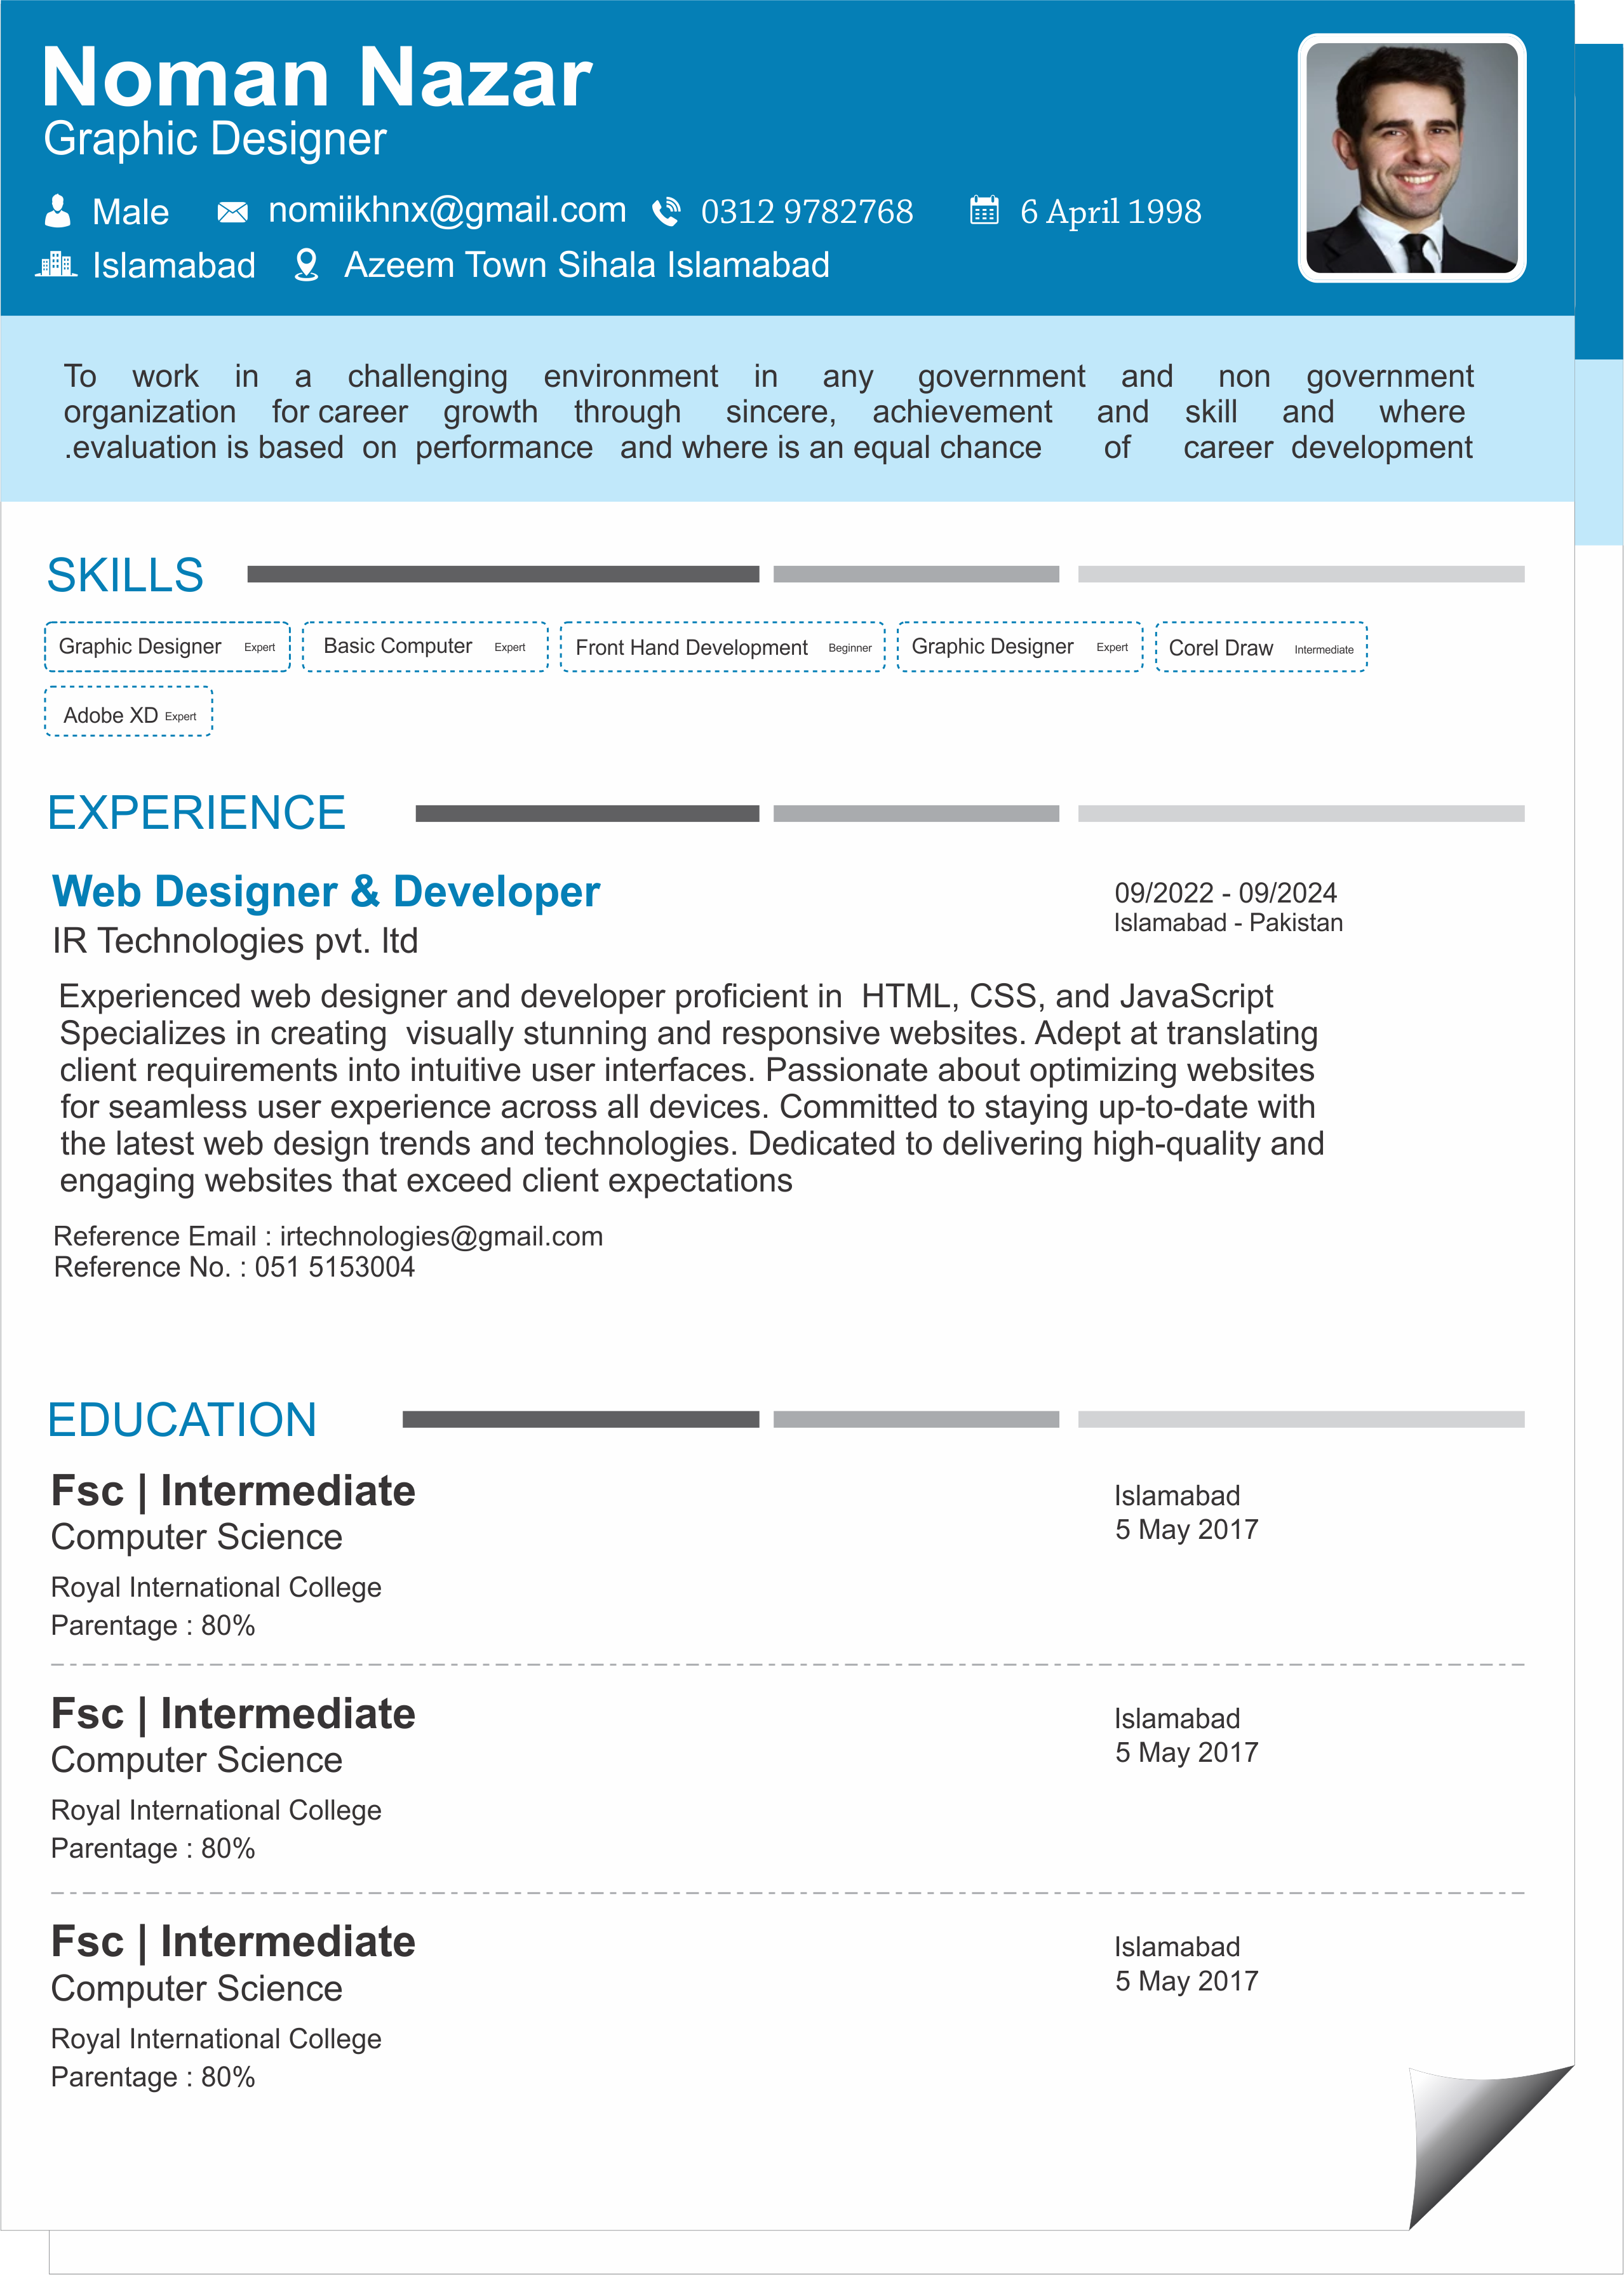 Noman Nazar
Graphic Designer
Male nomiikhnx@gmail.com 0312 9782768 6 April 1998
Islamabad Azeem Town Sihala Islamabad
To work in a challenging environment in any government and non government
organization for career growth through sincere, achievement and skill and where
.evaluation is based on performance and where is an equal chance of career development
SKILLS
Graphic Designer Expert Basic Computer Expert Front Hand Development Beginner Graphic Designer Expert Corel Draw Intermediate
Adobe XD Expert
EXPERIENCE
Web Designer & Developer
09/2022 - 09/2024
IR Technologies pvt. ltd
Islamabad - Pakistan
Experienced web designer and developer proficient in HTML, CSS, and JavaScript
Specializes in creating visually stunning and responsive websites. Adept at translating
client requirements into intuitive user interfaces. Passionate about optimizing websites
for seamless user experience across all devices. Committed to staying up-to-date with
the latest web design trends and technologies. Dedicated to delivering high-quality and
engaging websites that exceed client expectations
Reference Email : irtechnologies@gmail.com
Reference No. : 051 5153004
EDUCATION
Fsc | Intermediate
Islamabad
Computer Science
5 May 2017
Royal International College
Parentage : 80%
Fsc | Intermediate
Islamabad
Computer Science
5 May 2017
Royal International College
Parentage : 80%
Fsc | Intermediate
Islamabad
Computer Science
5 May 2017
Royal International College
Parentage : 80%